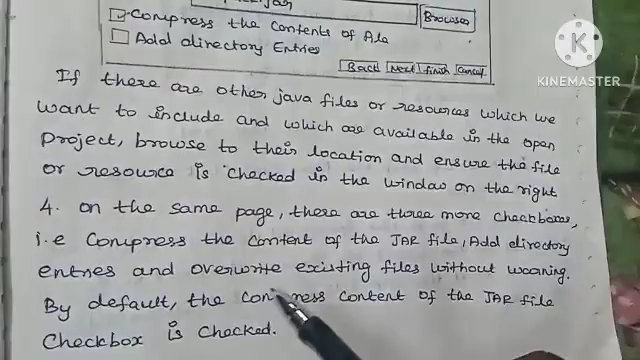 Browser
Compress the contents of
Add directory Entries
Back Next finish cancel
KINEMASTER
If there are other java files or resources which we
want to include and which are available in the open
project, browse to their location and ensure the file
or resource is checked in the window on the right
4. on the same page, there are three more checkboxes,
i.e Compress the content of the JAR file, Add directory
entries and overwrite existing files without warning.
By default, the compress content of the JAR file
checkbox is checked.